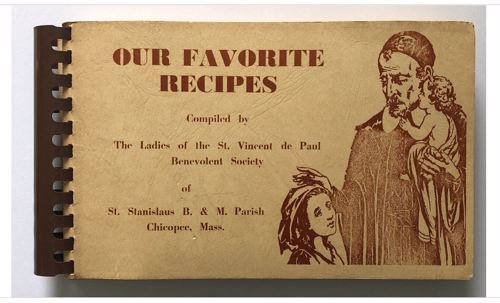 OUR FAVORITE
RECIPES
Compiled by
The Ladies of the St. Vincent de Paul
Benevolent Society
of
St. Stanislaus B. & M. Parish
Chicopee, Mass.